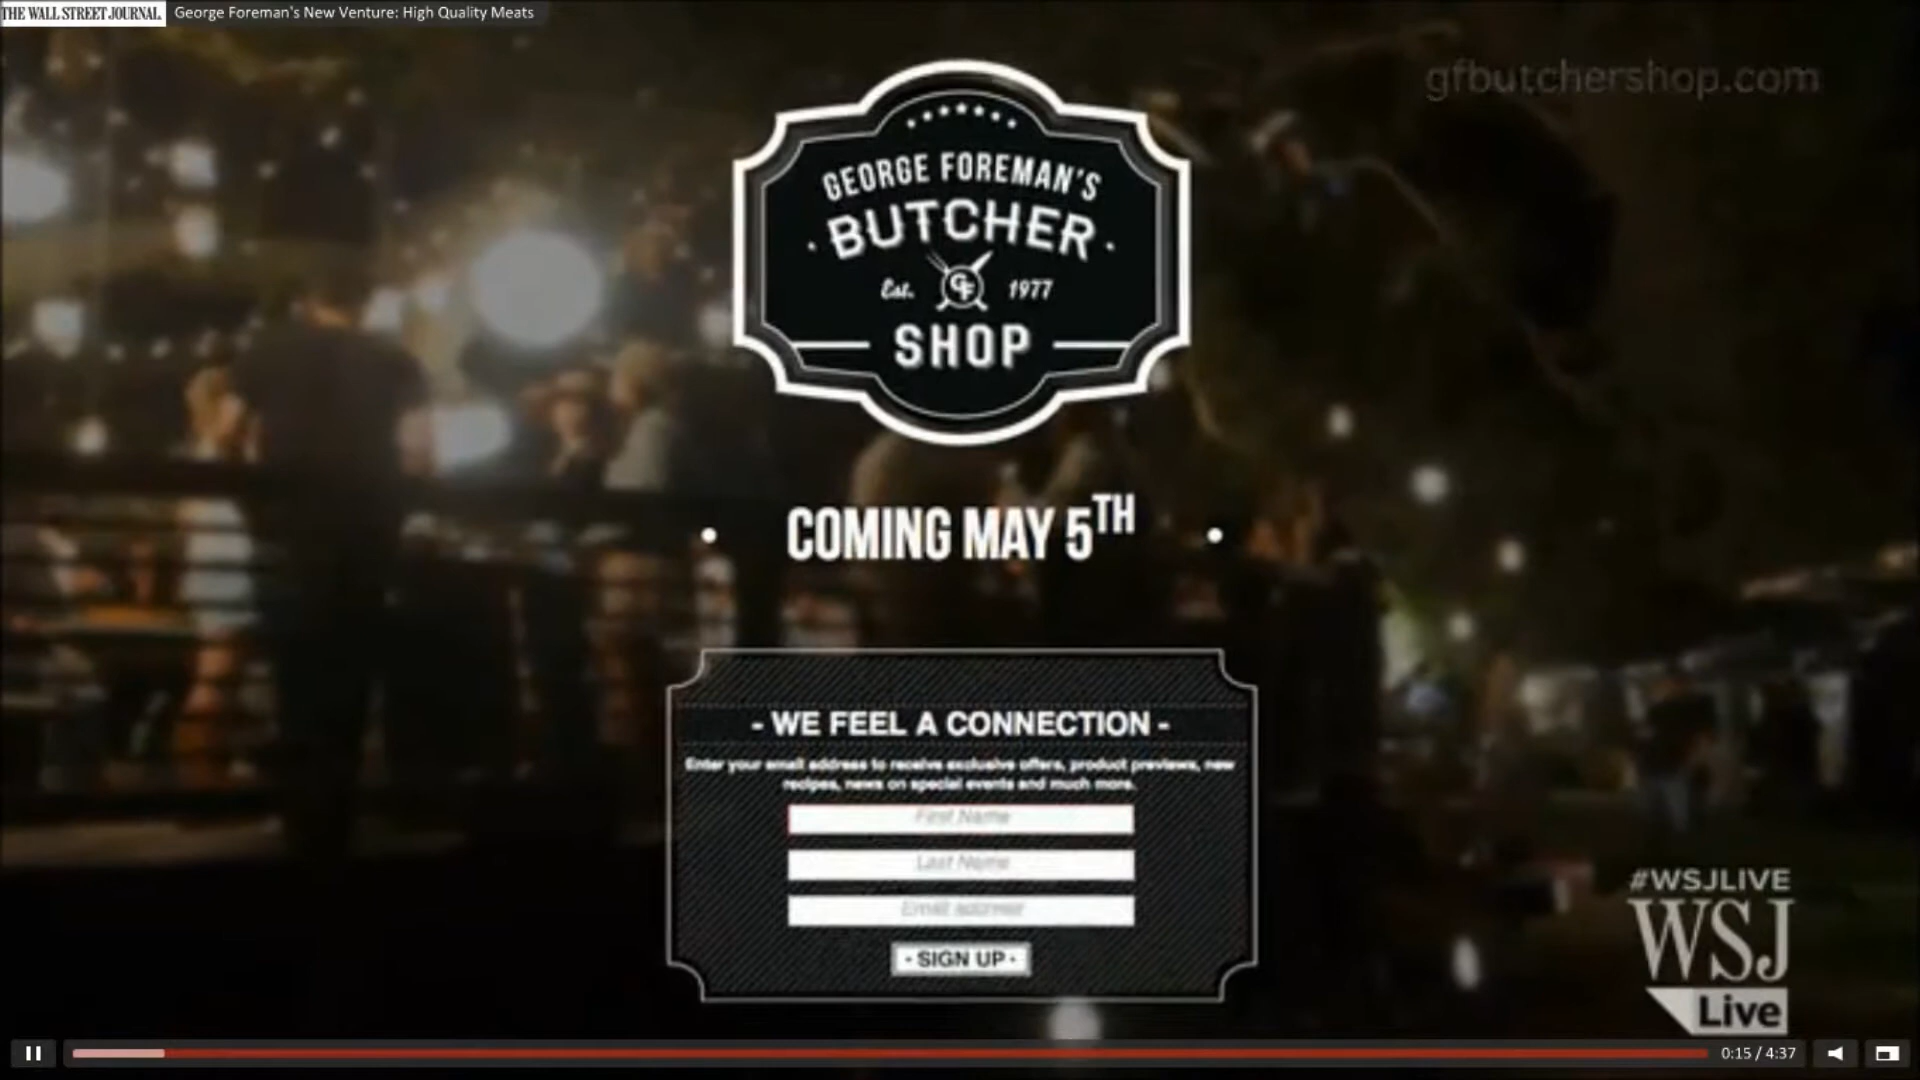 THE WALL STREET JOURNAL.
George Foreman's New Venture: High Quality Meats
gfbutchershop.com
GEORGE FOREMAN'S
· BUTCHER ·
Est. GF 1977
SHOP
· COMING MAY 5TH ·
- WE FEEL A CONNECTION -
Enter your email address to receive exclusive offers, product previews, new
recipes, news on special events and much more.
First Name
Last Name
Email address
· SIGN UP ·
#WSJLIVE
WSJ
Live
0:15 / 4:37